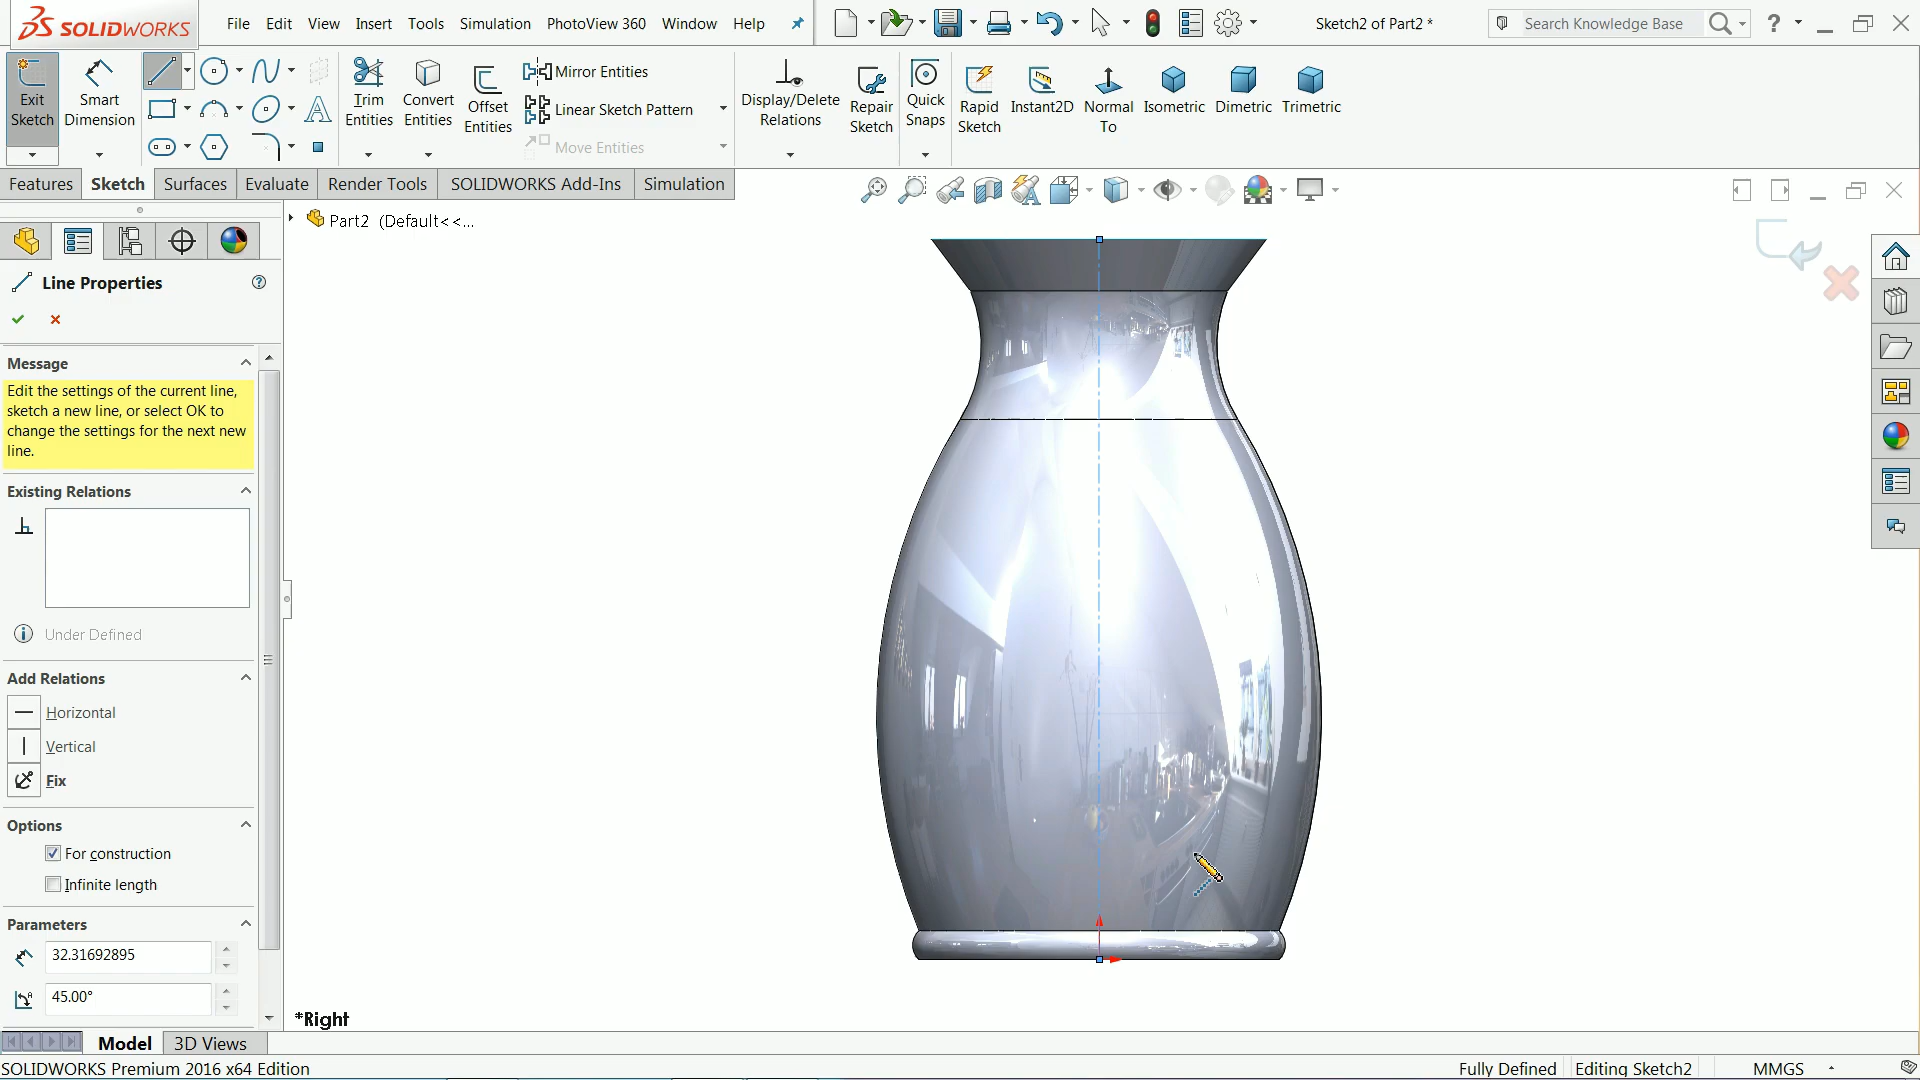 SOLIDWORKS File Edit View Insert Tools Simulation PhotoView 360 Window Help Sketch2 of Part2 * Search Knowledge Base ?
Exit Sketch
Smart Dimension
Trim Entities
Convert Entities
Offset Entities
Mirror Entities
Linear Sketch Pattern
Move Entities
Display/Delete Relations
Repair Sketch
Quick Snaps
Rapid Sketch
Instant2D
Normal To
Isometric
Dimetric
Trimetric
Features Sketch Surfaces Evaluate Render Tools SOLIDWORKS Add-Ins Simulation
Part2 (Default<<...
Line Properties
Message
Edit the settings of the current line,
sketch a new line, or select OK to
change the settings for the next new
line.
Existing Relations
Under Defined
Add Relations
Horizontal
Vertical
Fix
Options
For construction
Infinite length
Parameters
32.31692895
45.00°
*Right
Model 3D Views
SOLIDWORKS Premium 2016 x64 Edition Fully Defined Editing Sketch2 MMGS